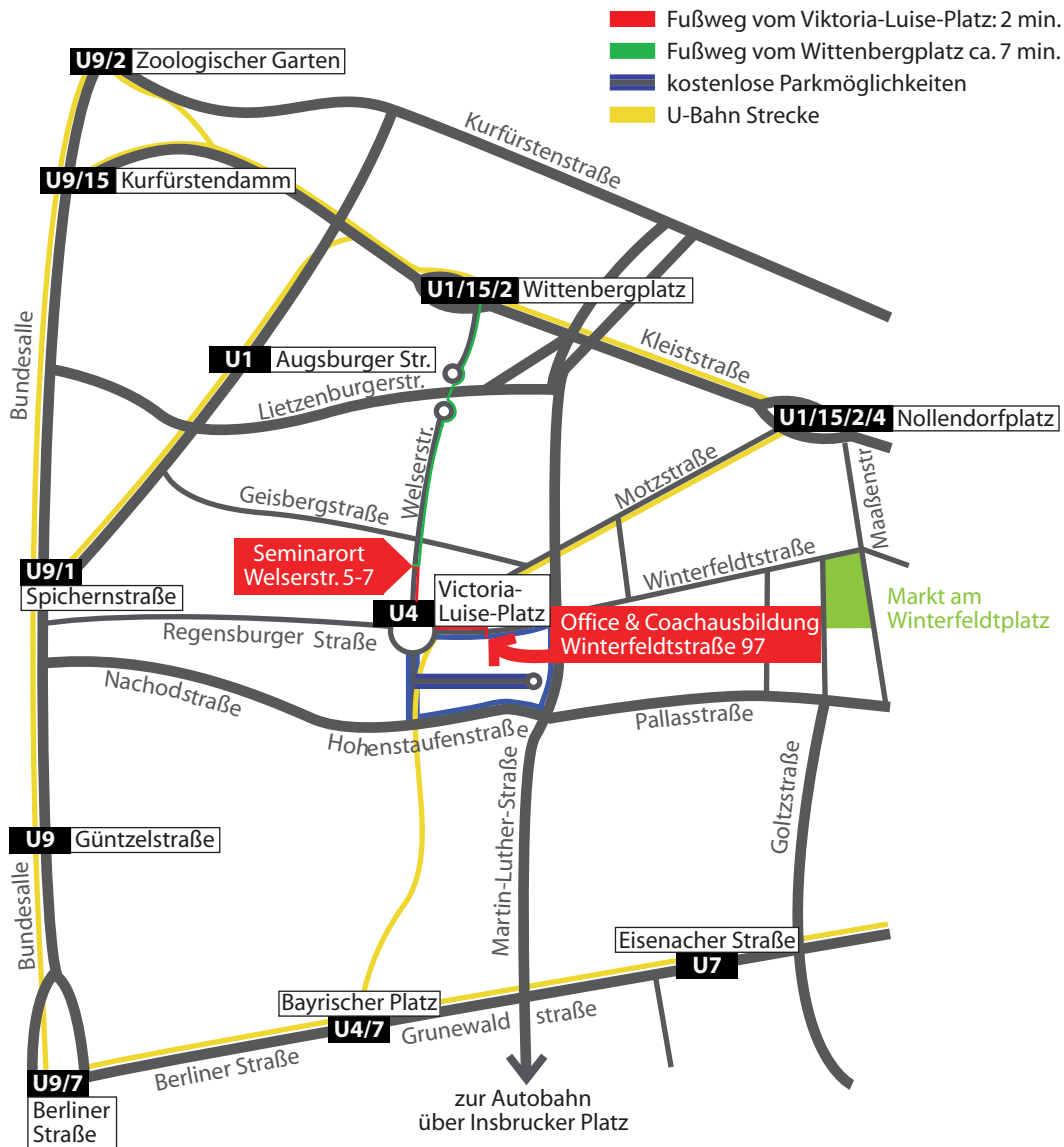 Fußweg vom Viktoria-Luise-Platz: 2 min.
Fußweg vom Wittenbergplatz ca. 7 min.
kostenlose Parkmöglichkeiten
U-Bahn Strecke
U9/2 Zoologischer Garten
Kurfürstenstraße
U9/15 Kurfürstendamm
U1/15/2 Wittenbergplatz
Bundesalle
Kleiststraße
U1 Augsburger Str.
Lietzenburgerstr.
U1/15/2/4 Nollendorfplatz
Welserstr.
Motzstraße
Maaßenstr.
Geisbergstraße
Seminarort
Welserstr. 5-7
U9/1
Spichernstraße
Winterfeldtstraße
U4
Victoria-
Luise-Platz
Markt am
Winterfeldtplatz
Regensburger Straße
Office & Coachausbildung
Winterfeldtstraße 97
Nachodstraße
Hohenstaufenstraße
Pallasstraße
Martin-Luther-Straße
Goltzstraße
U9 Güntzelstraße
Bundesalle
Eisenacher Straße
U7
Bayrischer Platz
U4/7
Grunewald straße
Berliner Straße
U9/7
Berliner
Straße
zur Autobahn
über Insbrucker Platz